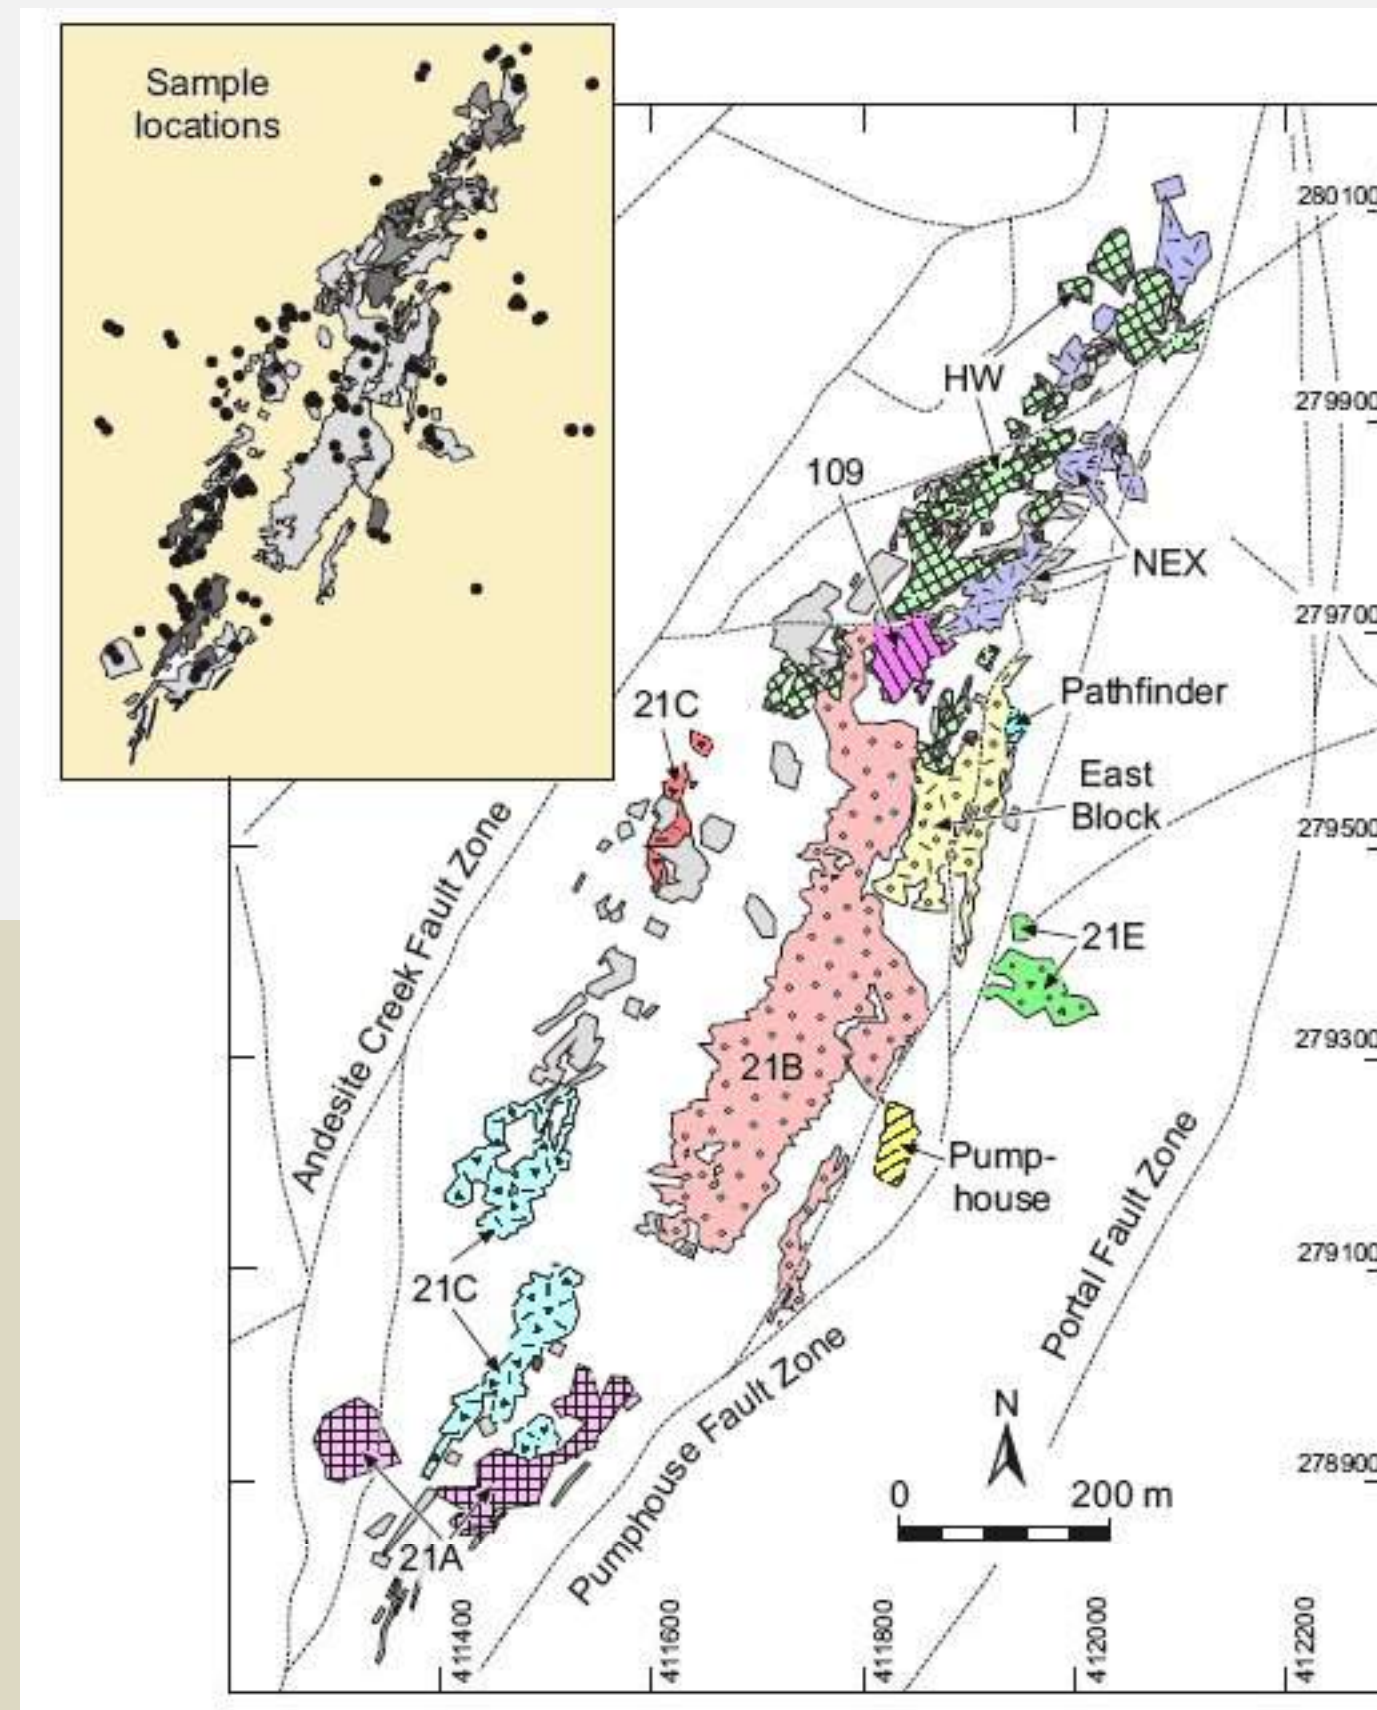 Sample
locations
280100
HW
279900
109
NEX
279700
21C
Pathfinder
East
Block
279500
21E
Andesite Creek Fault Zone
279300
21B
Pump-
house
Portal Fault Zone
279100
21C
Pumphouse Fault Zone
N
278900
0 200 m
21A
411400
411600
411800
412000
412200